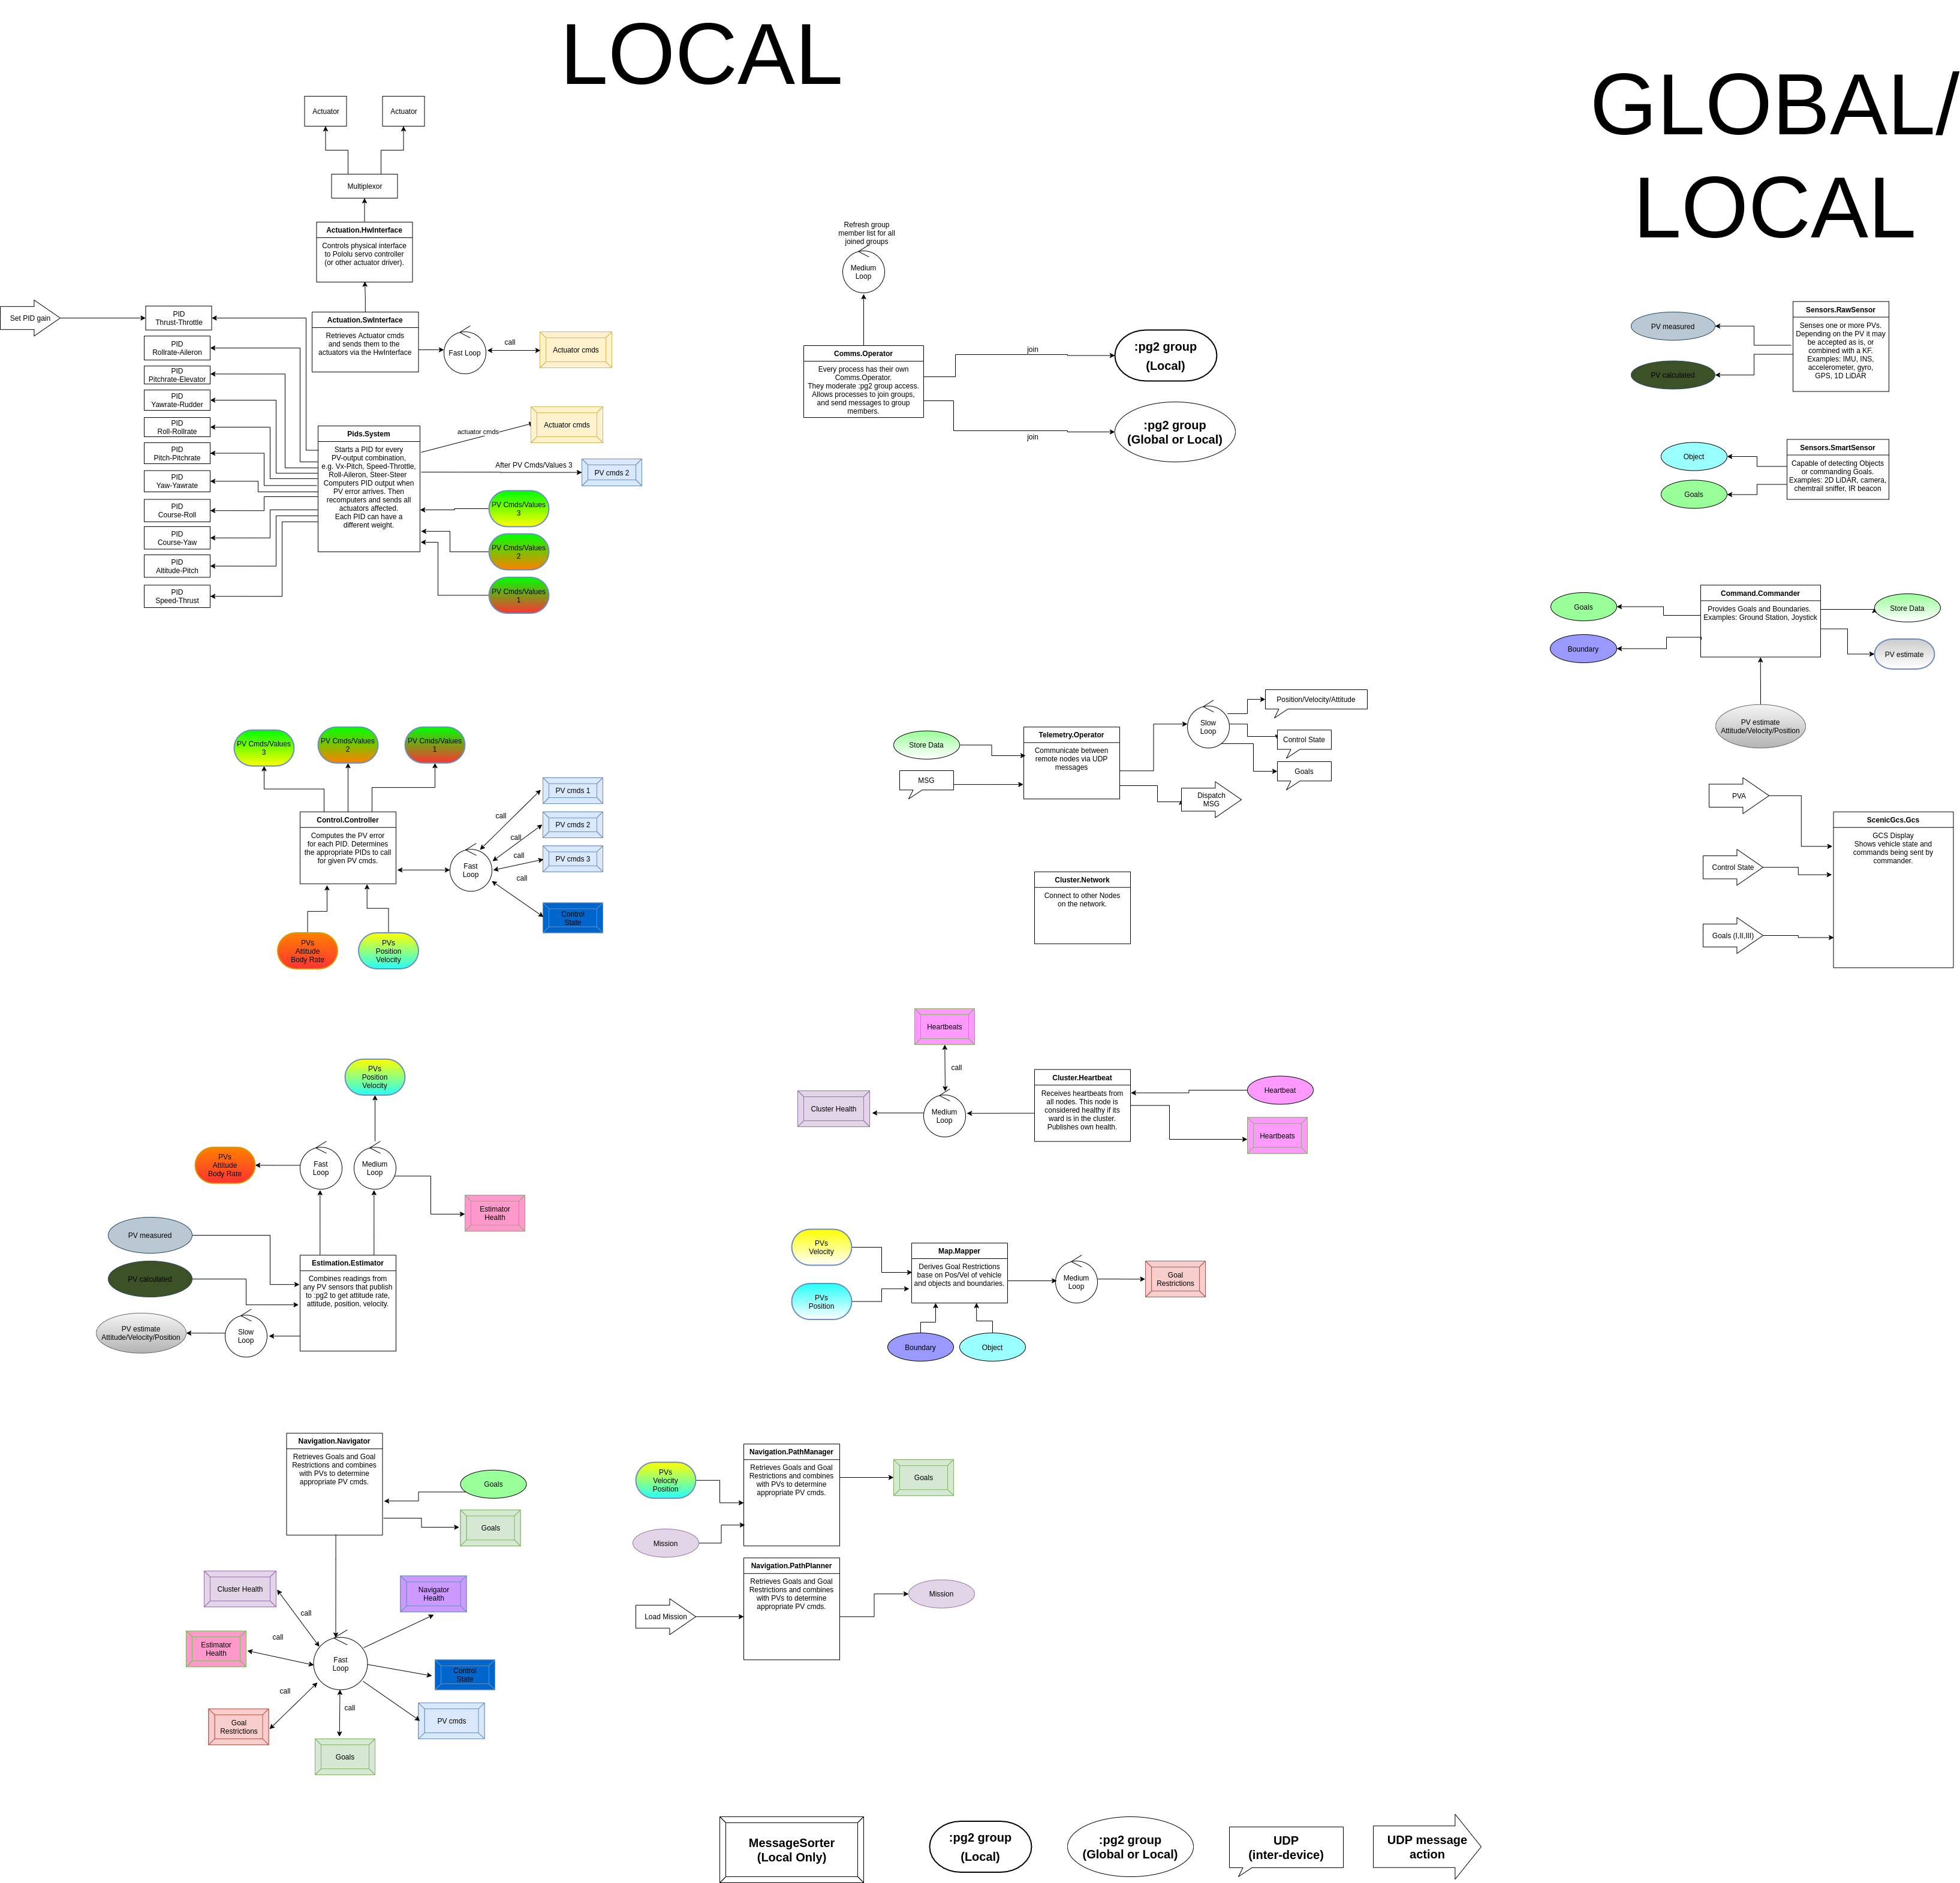 LOCAL
GLOBAL/
LOCAL
Actuator
Actuator
Multiplexor
Actuation.HwInterface
Controls physical interface
to Pololu servo controller
(or other actuator driver).
Set PID gain
PID
Thrust-Throttle
PID
Rollrate-Aileron
PID
Pitchrate-Elevator
PID
Yawrate-Rudder
PID
Roll-Rollrate
PID
Pitch-Pitchrate
PID
Yaw-Yawrate
PID
Course-Roll
PID
Course-Yaw
PID
Altitude-Pitch
PID
Speed-Thrust
Actuation.SwInterface
Retrieves Actuator cmds
and sends them to the
actuators via the HwInterface
Fast Loop
call
Actuator cmds
Pids.System
Starts a PID for every
PV-output combination,
e.g. Vx-Pitch, Speed-Throttle,
Roll-Aileron, Steer-Steer
Computers PID output when
PV error arrives. Then
recomputers and sends all
actuators affected.
Each PID can have a
different weight.
actuator cmds
Actuator cmds
After PV Cmds/Values 3
PV cmds 2
PV Cmds/Values
3
PV Cmds/Values
2
PV Cmds/Values
1
Refresh group
member list for all
joined groups
Medium
Loop
Comms.Operator
Every process has their own
Comms.Operator.
They moderate :pg2 group access.
Allows processes to join groups,
and send messages to group
members.
join
:pg2 group
(Local)
join
:pg2 group
(Global or Local)
Sensors.RawSensor
Senses one or more PVs.
Depending on the PV it may
be accepted as is, or
combined with a KF.
Examples: IMU, INS,
accelerometer, gyro,
GPS, 1D LiDAR
PV measured
PV calculated
Sensors.SmartSensor
Capable of detecting Objects
or commanding Goals.
Examples: 2D LiDAR, camera,
chemtrail sniffer, IR beacon
Object
Goals
Command.Commander
Provides Goals and Boundaries.
Examples: Ground Station, Joystick
Goals
Boundary
Store Data
PV estimate
PV estimate
Attitude/Velocity/Position
PV Cmds/Values
3
PV Cmds/Values
2
PV Cmds/Values
1
Control.Controller
Computes the PV error
for each PID. Determines
the appropriate PIDs to call
for given PV cmds.
Fast
Loop
call
call
call
call
PV cmds 1
PV cmds 2
PV cmds 3
Control
State
PVs
Attitude
Body Rate
PVs
Position
Velocity
Store Data
MSG
Telemetry.Operator
Communicate between
remote nodes via UDP
messages
Slow
Loop
Position/Velocity/Attitude
Control State
Goals
Dispatch
MSG
Cluster.Network
Connect to other Nodes
on the network.
PVA
Control State
Goals (I,II,III)
ScenicGcs.Gcs
GCS Display
Shows vehicle state and
commands being sent by
commander.
PVs
Position
Velocity
PVs
Attitude
Body Rate
Fast
Loop
Medium
Loop
Estimator
Health
PV measured
PV calculated
PV estimate
Attitude/Velocity/Position
Slow
Loop
Estimation.Estimator
Combines readings from
any PV sensors that publish
to :pg2 to get attitude rate,
attitude, position, velocity.
Heartbeats
call
Cluster Health
Medium
Loop
Cluster.Heartbeat
Receives heartbeats from
all nodes. This node is
considered healthy if its
ward is in the cluster.
Publishes own health.
Heartbeat
Heartbeats
PVs
Velocity
PVs
Position
Map.Mapper
Derives Goal Restrictions
base on Pos/Vel of vehicle
and objects and boundaries.
Medium
Loop
Goal
Restrictions
Boundary
Object
Navigation.Navigator
Retrieves Goals and Goal
Restrictions and combines
with PVs to determine
appropriate PV cmds.
Goals
Goals
Cluster Health
call
Estimator
Health
call
Goal
Restrictions
call
Fast
Loop
call
Goals
Navigator
Health
Control
State
PV cmds
PVs
Velocity
Position
Mission
Navigation.PathManager
Retrieves Goals and Goal
Restrictions and combines
with PVs to determine
appropriate PV cmds.
Goals
Load Mission
Navigation.PathPlanner
Retrieves Goals and Goal
Restrictions and combines
with PVs to determine
appropriate PV cmds.
Mission
MessageSorter
(Local Only)
:pg2 group
(Local)
:pg2 group
(Global or Local)
UDP
(inter-device)
UDP message
action